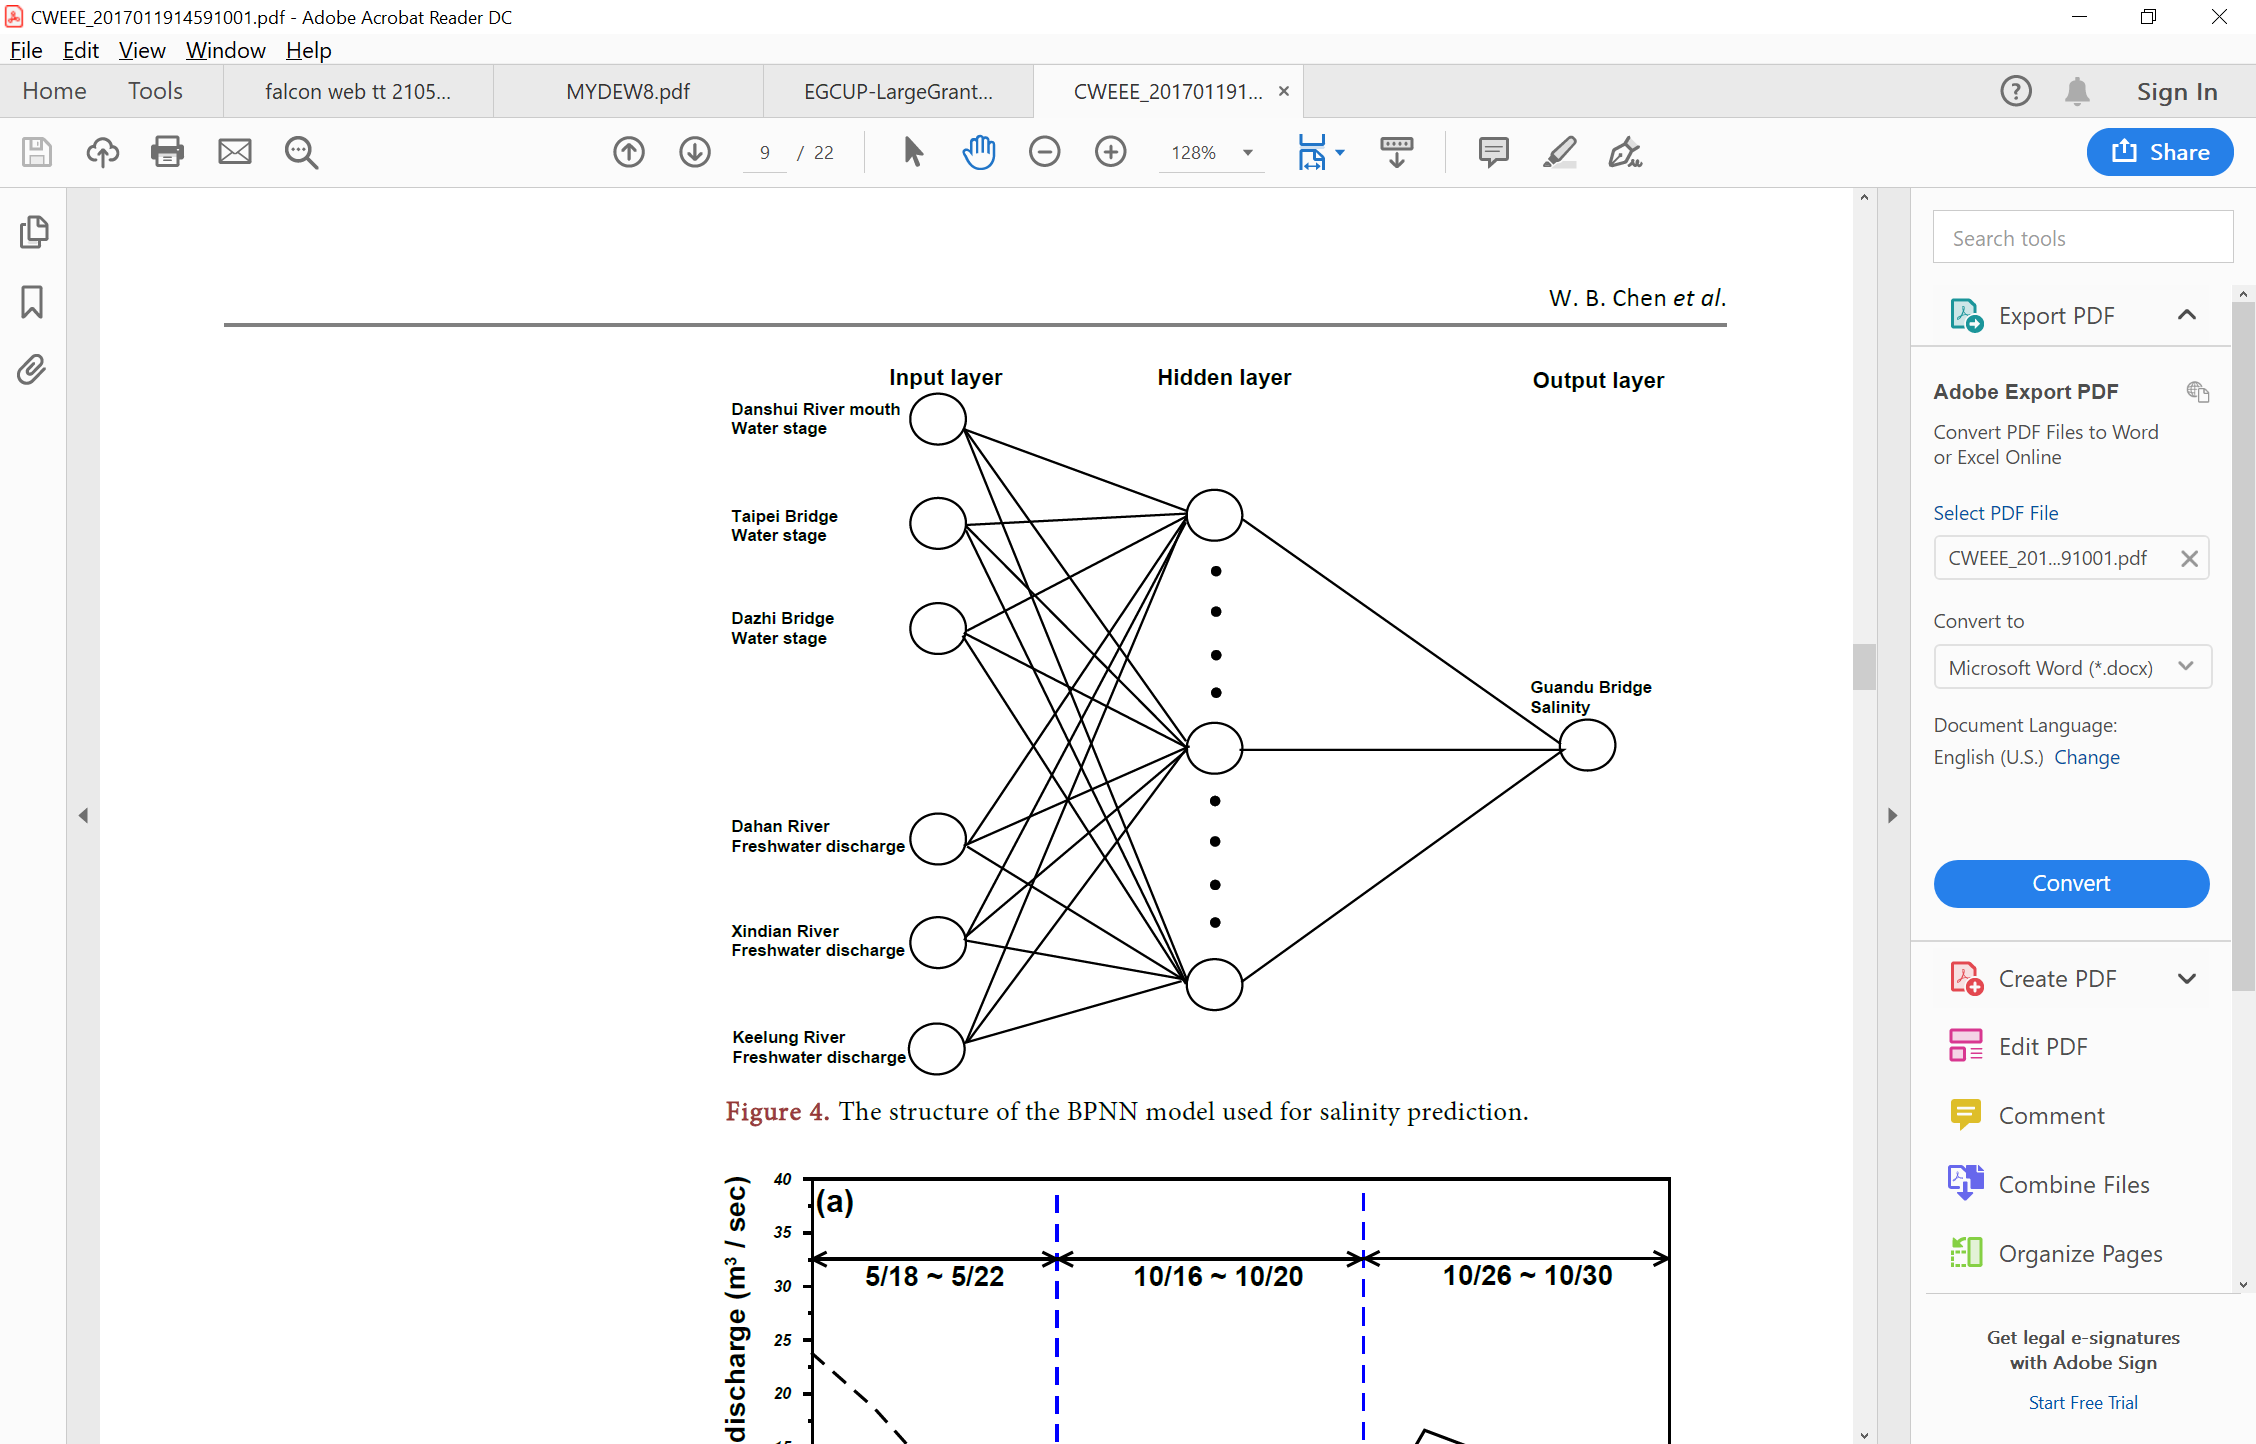 CWEEE_2017011914591001.pdf - Adobe Acrobat Reader DC
File Edit View Window Help
Home Tools falcon web tt 2105... MYDEW8.pdf EGCUP-LargeGrant... CWEEE_201701191... Sign In
9 / 22 128% Share
Search tools
Export PDF
Adobe Export PDF
Convert PDF Files to Word
or Excel Online
Select PDF File
CWEEE_201...91001.pdf
Convert to
Microsoft Word (*.docx)
Document Language:
English (U.S.) Change
Convert
Create PDF
Edit PDF
Comment
Combine Files
Organize Pages
Get legal e-signatures
with Adobe Sign
Start Free Trial
W. B. Chen et al.
Input layer Hidden layer Output layer
Danshui River mouth
Water stage
Taipei Bridge
Water stage
Dazhi Bridge
Water stage
Guandu Bridge
Salinity
Dahan River
Freshwater discharge
Xindian River
Freshwater discharge
Keelung River
Freshwater discharge
Figure 4. The structure of the BPNN model used for salinity prediction.
discharge (m³ / sec)
40
35
30
25
20
(a)
5/18 ~ 5/22 10/16 ~ 10/20 10/26 ~ 10/30